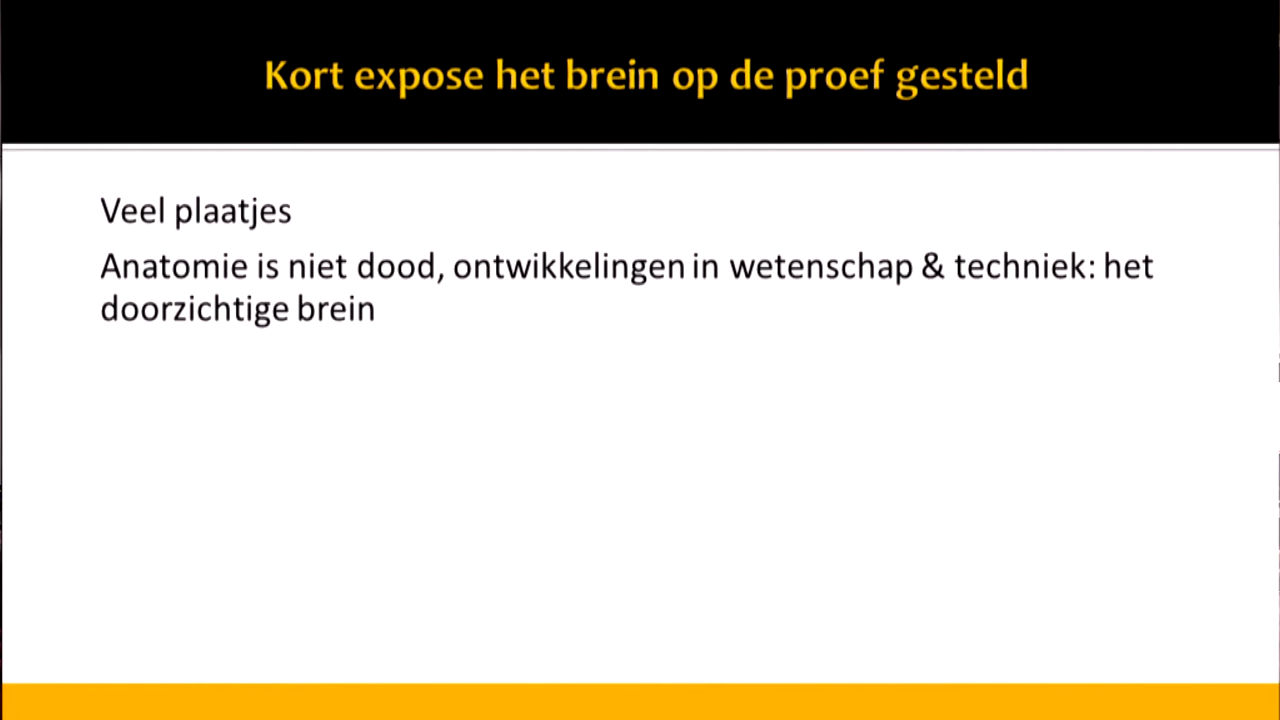 Kort expose het brein op de proef gesteld
Veel plaatjes
Anatomie is niet dood, ontwikkelingen in wetenschap & techniek: het
doorzichtige brein